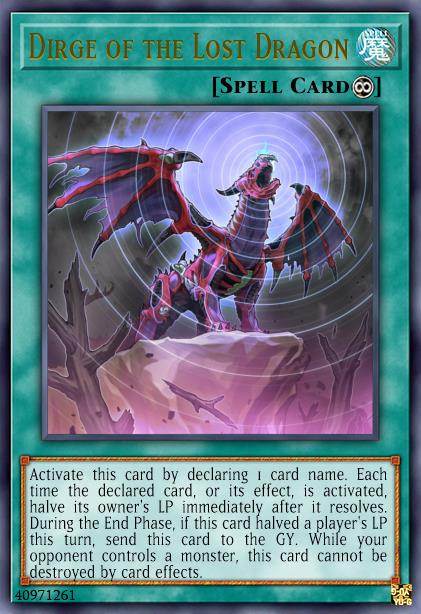 Dirge of the Lost Dragon
SPELL
魔
[Spell Card]
Activate this card by declaring 1 card name. Each
time the declared card, or its effect, is activated,
halve its owner's LP immediately after it resolves.
During the End Phase, if this card halved a player's LP
this turn, send this card to the GY. While your
opponent controls a monster, this card cannot be
destroyed by card effects.
40971261